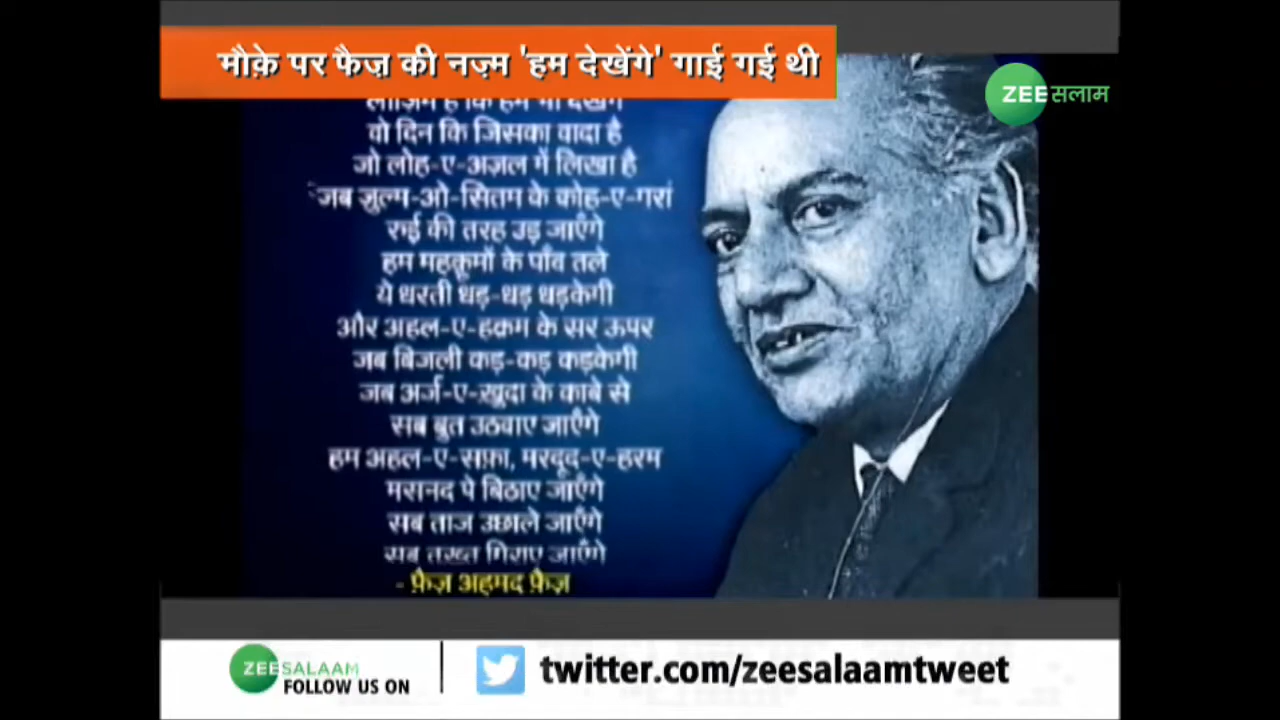 मौक़े पर फैज़ की नज़्म 'हम देखेंगे' गाई गई थी
ZEE सलाम
लाज़िम है कि हम भी देखेंगे
वो दिन कि जिसका वादा है
जो लोह-ए-अज़ल में लिखा है
जब ज़ुल्म-ओ-सितम के कोह-ए-गरां
रुई की तरह उड़ जाएँगे
हम महक़ूमों के पाँव तले
ये धरती धड़-धड़ धड़केगी
और अहल-ए-हक़म के सर ऊपर
जब बिजली कड़-कड़ कड़केगी
जब अर्ज-ए-ख़ुदा के काबे से
सब बुत उठवाए जाएँगे
हम अहल-ए-सफ़ा, मरदूद-ए-हरम
मसनद पे बिठाए जाएँगे
सब ताज उछाले जाएँगे
सब तख़्त गिराए जाएँगे
- फ़ैज़ अहमद फ़ैज़
ZEE SALAAM
FOLLOW US ON
twitter.com/zeesalaamtweet